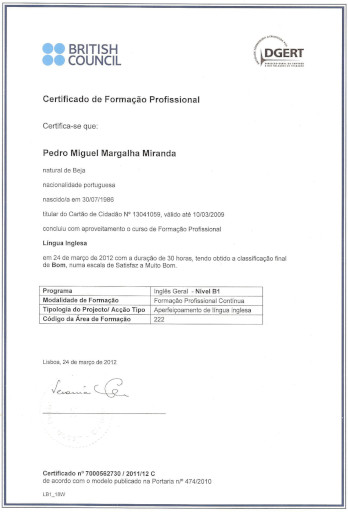 BRITISH
COUNCIL
DGERT
Certificado de Formação Profissional
Certifica-se que:
Pedro Miguel Margalha Miranda
natural de Beja
nacionalidade portuguesa
nascido/a em 30/07/1986
titular do Cartão de Cidadão Nº 13041059, válido até 10/03/2009
concluiu com aproveitamento o curso de Formação Profissional
Língua Inglesa
em 24 de março de 2012 com a duração de 30 horas, tendo obtido a classificação final
de Bom, numa escala de Satisfaz a Muito Bom.
Programa Inglês Geral - Nível B1
Modalidade de Formação Formação Profissional Contínua
Tipologia do Projecto/ Acção Tipo Aperfeiçoamento de língua inglesa
Código da Área de Formação 222
Lisboa, 24 de março de 2012
Certificado nº 7000562730 / 2011/12 C
de acordo com o modelo publicado na Portaria nº 474/2010
LB1_18W